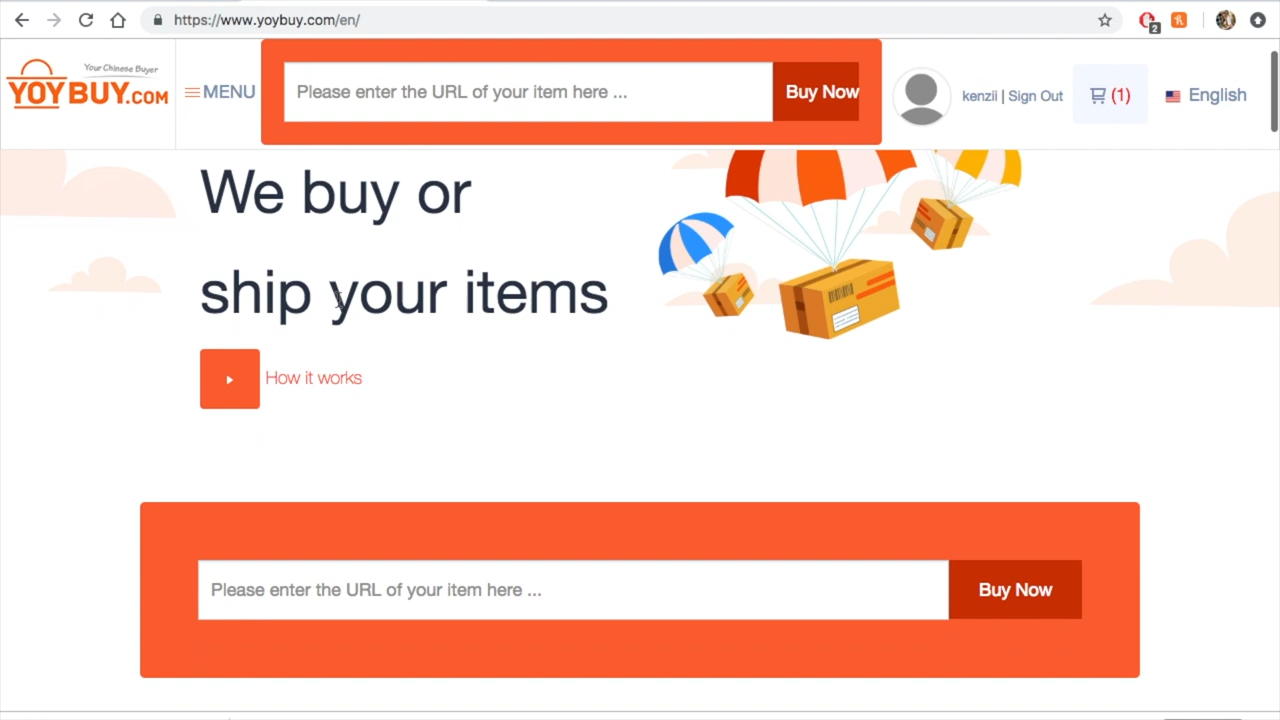 https://www.yoybuy.com/en/
2
Your Chinese Buyer
YOYBUY.COM
MENU
Please enter the URL of your item here ...
Buy Now
kenzii | Sign Out
(1)
English
We buy or
ship your items
How it works
Please enter the URL of your item here ...
Buy Now